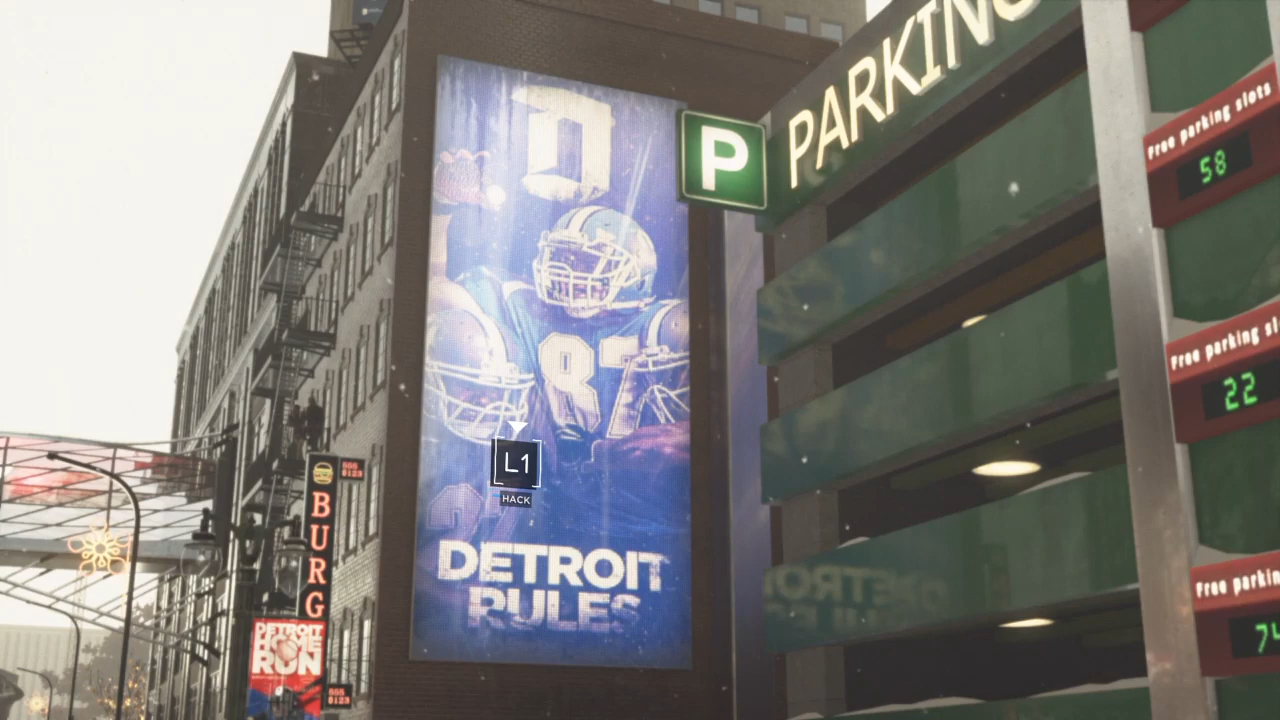 D
PARKING
P
Free parking slots
58
87
Free parking sl
22
L1
HACK
BURG
DETROIT
RULES
DETROIT
HOME
RUN
Free parkin
74